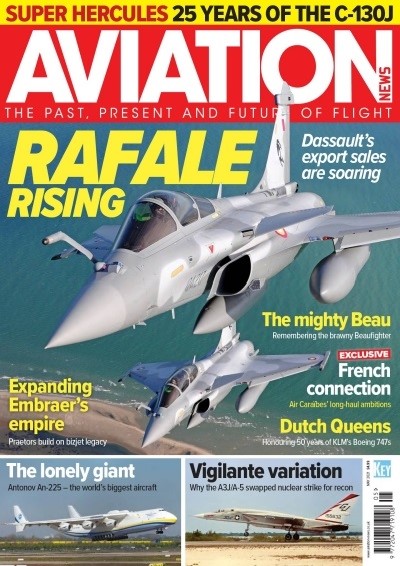 SUPER HERCULES 25 YEARS OF THE C-130J
AVIATION
NEWS
THE PAST, PRESENT AND FUTURE OF FLIGHT
RAFALE
RISING
Dassault's
export sales
are soaring
The mighty Beau
Remembering the brawny Beaufighter
EXCLUSIVE
French
connection
Air Caraïbes' long-haul ambitions
Dutch Queens
Honouring 50 years of KLM's Boeing 747s
Expanding
Embraer's
empire
Praetors build on bizjet legacy
The lonely giant
Antonov An-225 – the world's biggest aircraft
Vigilante variation
Why the A3J/A-5 swapped nuclear strike for recon
KEY